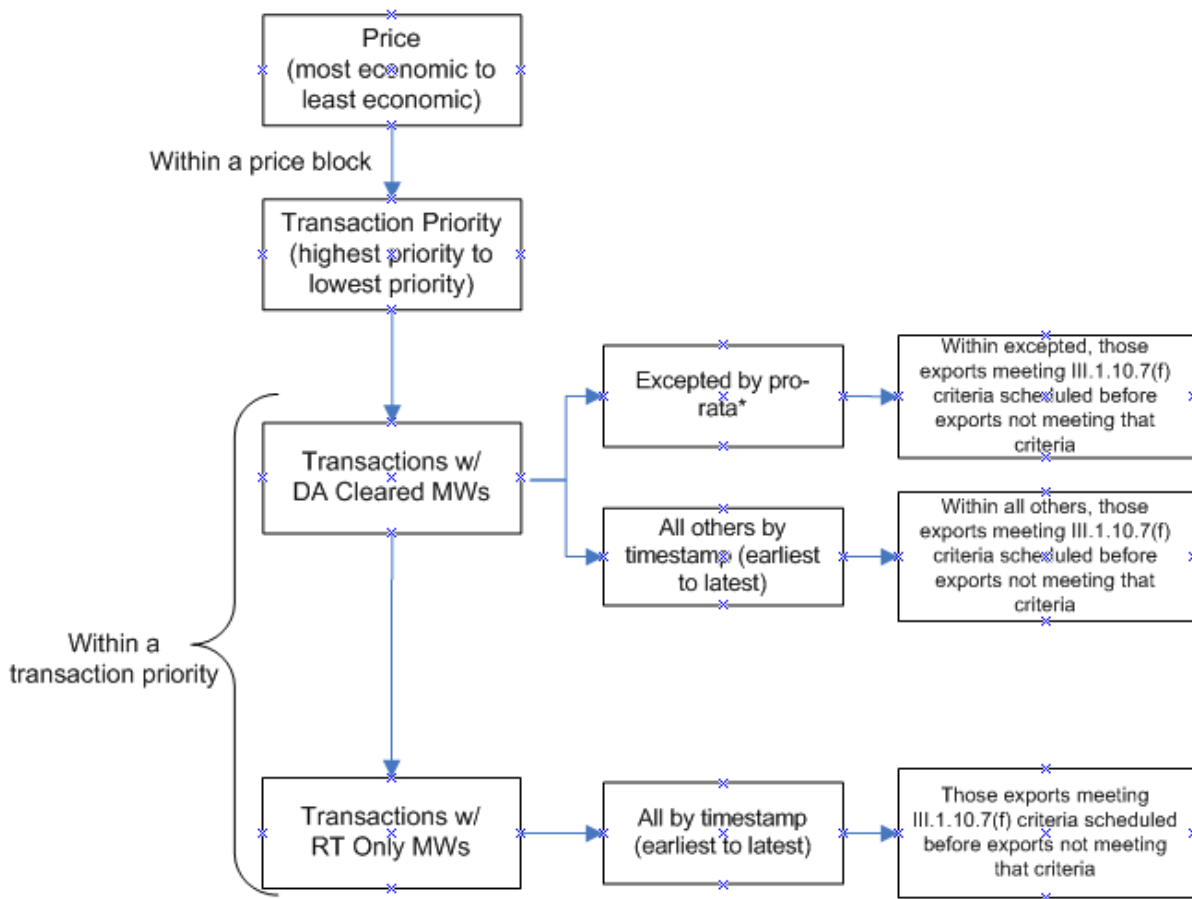 Price
(most economic to
least economic)
Within a price block
Transaction Priority
(highest priority to
lowest priority)
Transactions w/
DA Cleared MWs
Excepted by pro-
rata*
Within excepted, those
exports meeting III.1.10.7(f)
criteria scheduled before
exports not meeting that
criteria
All others by
timestamp (earliest
to latest)
Within all others, those
exports meeting III.1.10.7(f)
criteria scheduled before
exports not meeting that
criteria
Within a
transaction priority
Transactions w/
RT Only MWs
All by timestamp
(earliest to latest)
Those exports meeting
III.1.10.7(f) criteria scheduled
before exports not meeting
that criteria